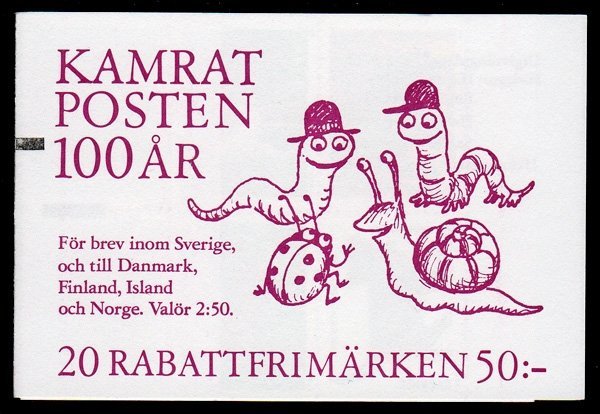 KAMRAT
POSTEN
100 ÅR
För brev inom Sverige,
och till Danmark,
Finland, Island
och Norge. Valör 2:50.
20 RABATTFRIMÄRKEN 50:–